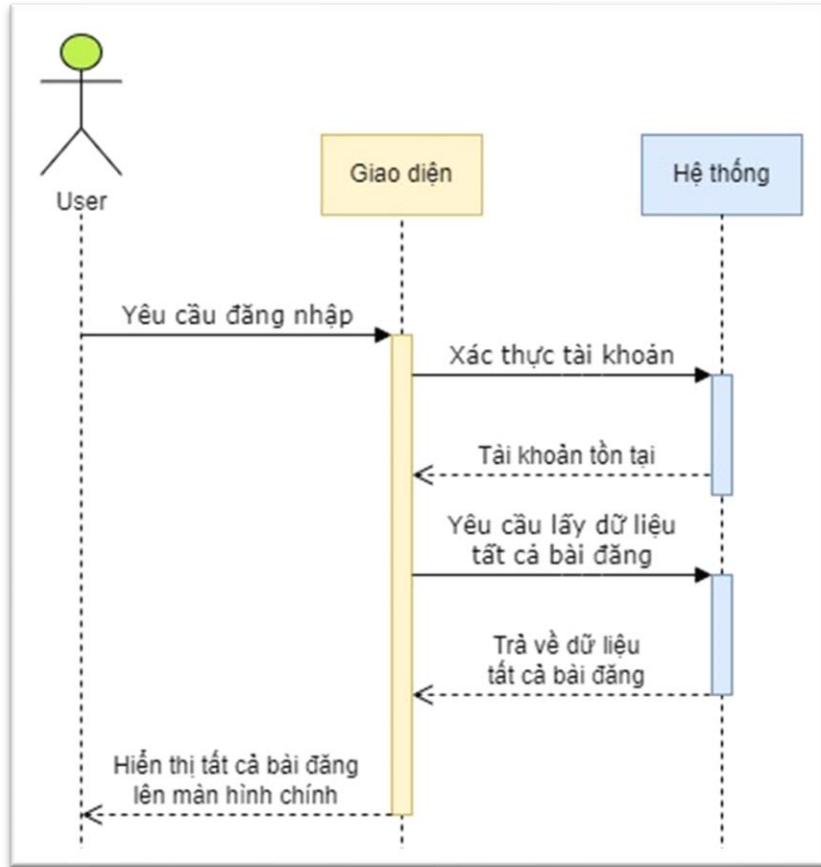 User
Giao diện
Hệ thống
Yêu cầu đăng nhập
Xác thực tài khoản
Tài khoản tồn tại
Yêu cầu lấy dữ liệu
tất cả bài đăng
Trả về dữ liệu
tất cả bài đăng
Hiển thị tất cả bài đăng
lên màn hình chính